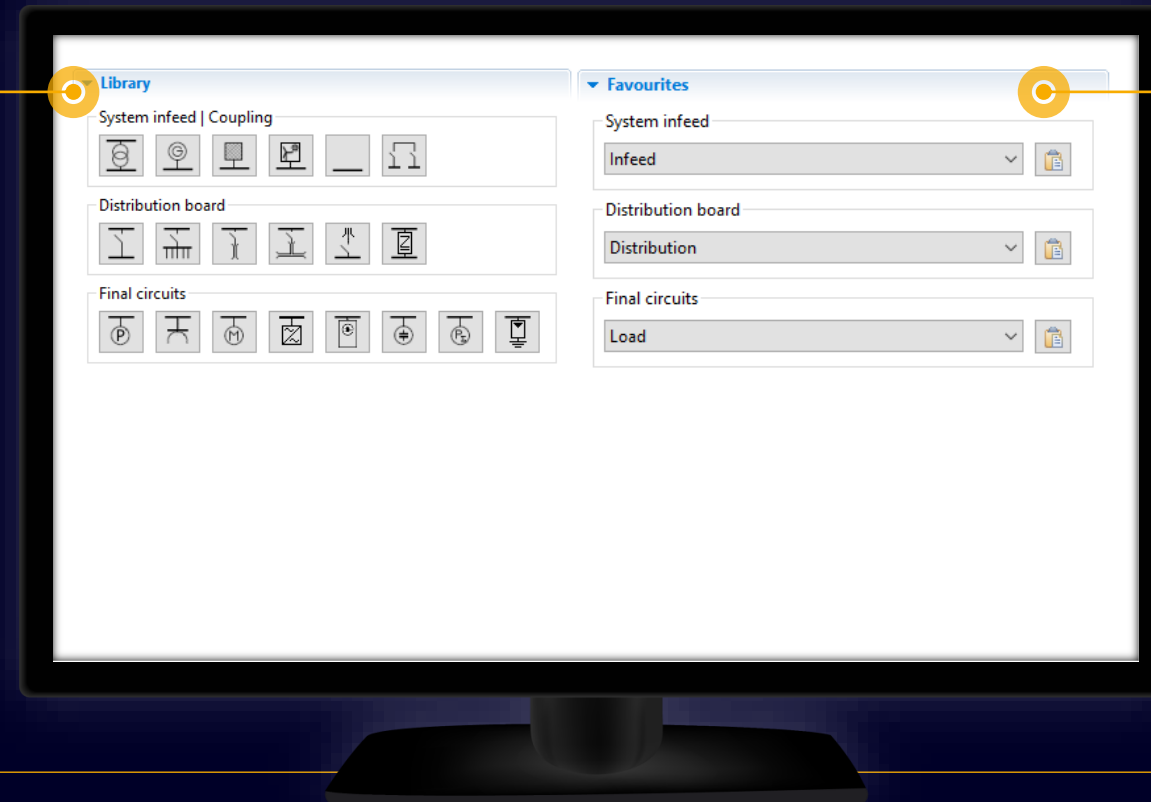 Library
System infeed | Coupling
G
Distribution board
Final circuits
P
M
Favourites
System infeed
Infeed
Distribution board
Distribution
Final circuits
Load